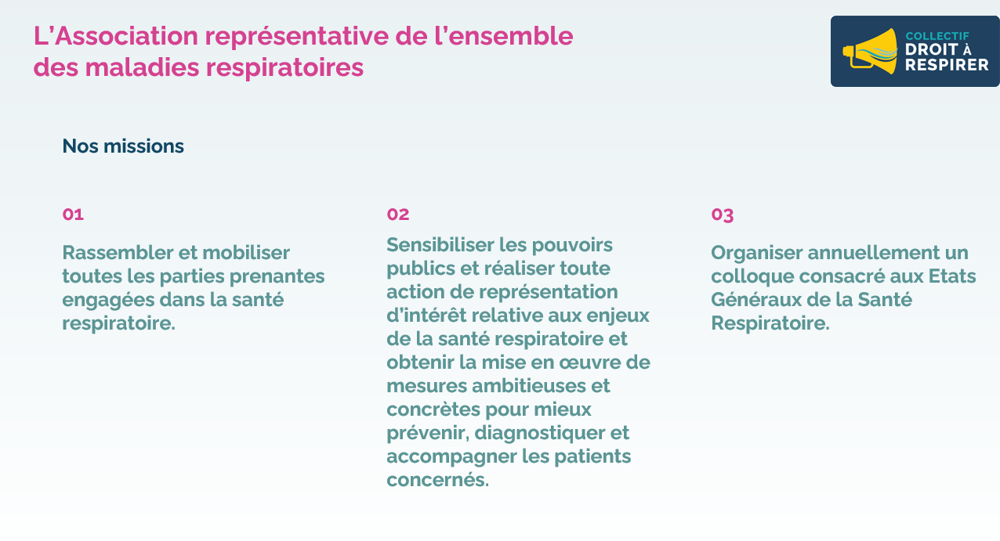 L’Association représentative de l’ensemble
des maladies respiratoires
COLLECTIF
DROIT À
RESPIRER
Nos missions
01
Rassembler et mobiliser
toutes les parties prenantes
engagées dans la santé
respiratoire.
02
Sensibiliser les pouvoirs
publics et réaliser toute
action de représentation
d’intérêt relative aux enjeux
de la santé respiratoire et
obtenir la mise en œuvre de
mesures ambitieuses et
concrètes pour mieux
prévenir, diagnostiquer et
accompagner les patients
concernés.
03
Organiser annuellement un
colloque consacré aux Etats
Généraux de la Santé
Respiratoire.